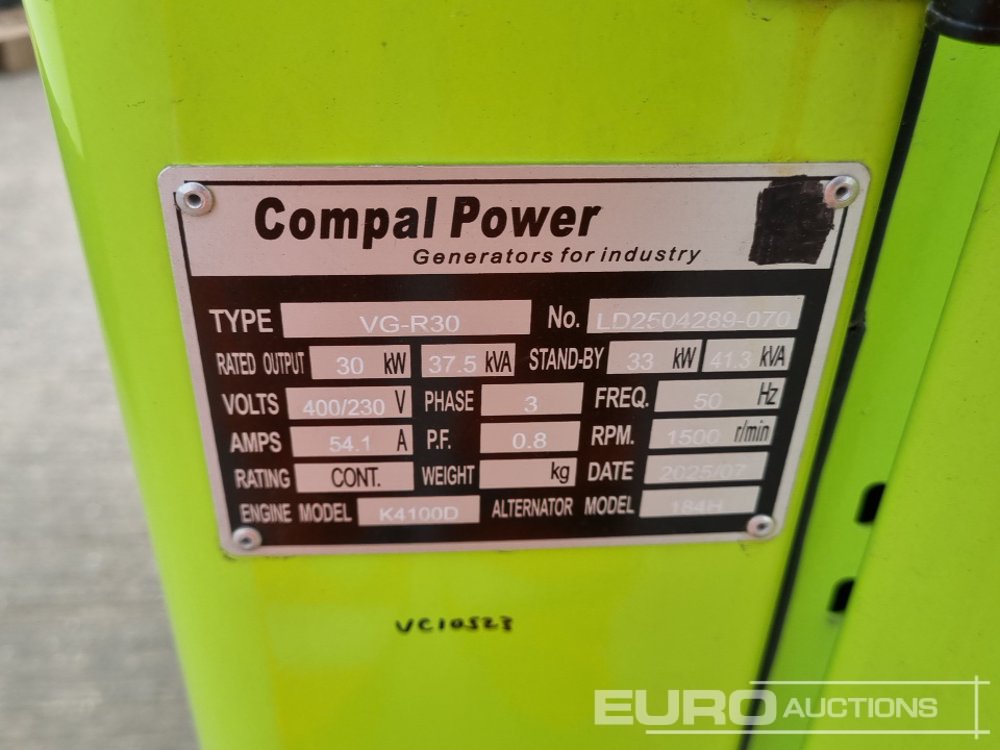 Compal Power
Generators for industry
TYPE VG-R30 No. LD2504289-070
RATED OUTPUT 30 kW 37.5 kVA STAND-BY 33 kW 41.3 kVA
VOLTS 400/230 V PHASE 3 FREQ. 50 Hz
AMPS 54.1 A P.F. 0.8 RPM. 1500 r/min
RATING CONT. WEIGHT kg DATE 2025/07
ENGINE MODEL K4100D ALTERNATOR MODEL 184H
VC10523
EURO AUCTIONS